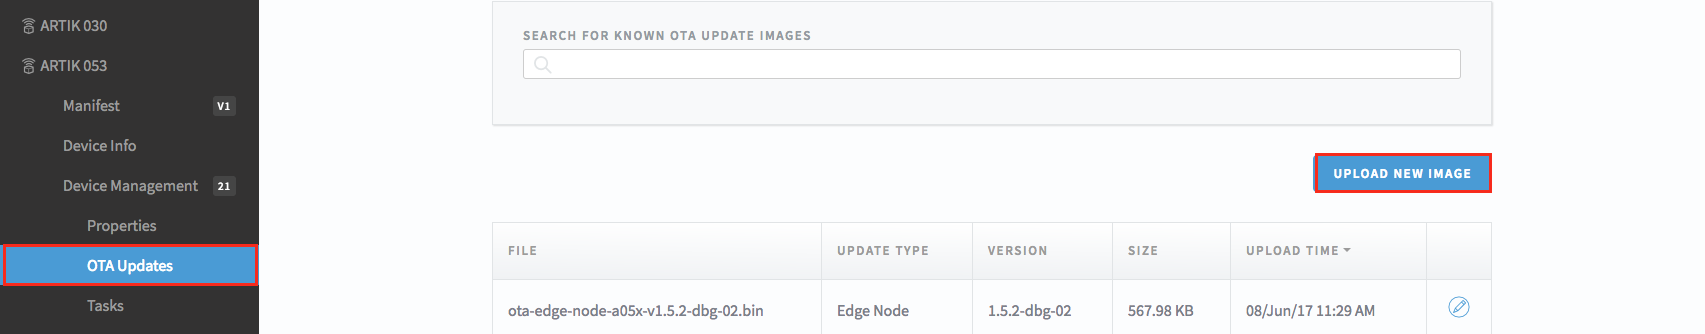 ARTIK 030
ARTIK 053
Manifest V1
Device Info
Device Management 21
Properties
OTA Updates
Tasks
SEARCH FOR KNOWN OTA UPDATE IMAGES
UPLOAD NEW IMAGE
FILE UPDATE TYPE VERSION SIZE UPLOAD TIME
ota-edge-node-a05x-v1.5.2-dbg-02.bin Edge Node 1.5.2-dbg-02 567.98 KB 08/Jun/17 11:29 AM